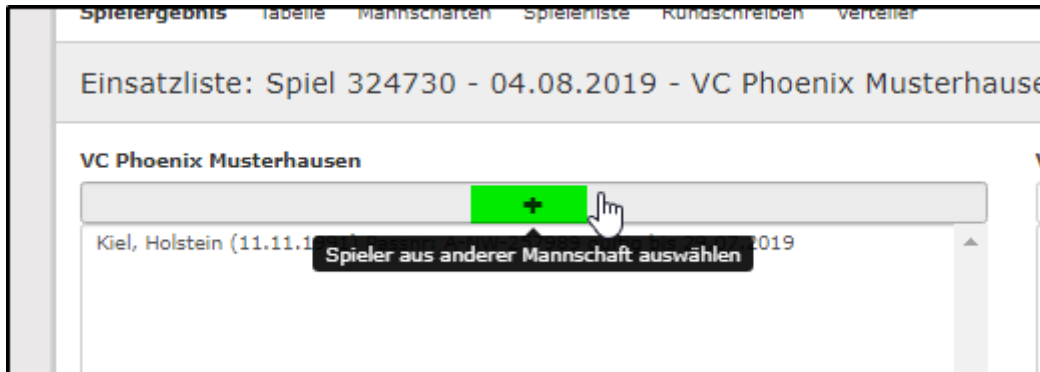 Spielergebnis Tabelle Mannschaften Spielerliste Rundschreiben Verteiler
Einsatzliste: Spiel 324730 - 04.08.2019 - VC Phoenix Musterhause
VC Phoenix Musterhausen
+
Kiel, Holstein (11.11.1 2019
Spieler aus anderer Mannschaft auswählen